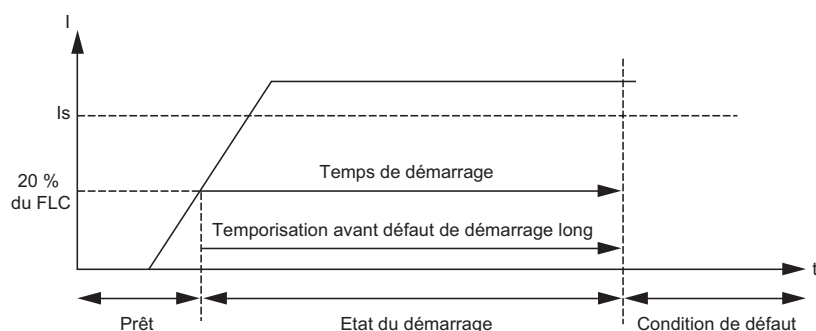 I
Is
20 %
du FLC
Temps de démarrage
Temporisation avant défaut de démarrage long
t
Prêt
Etat du démarrage
Condition de défaut